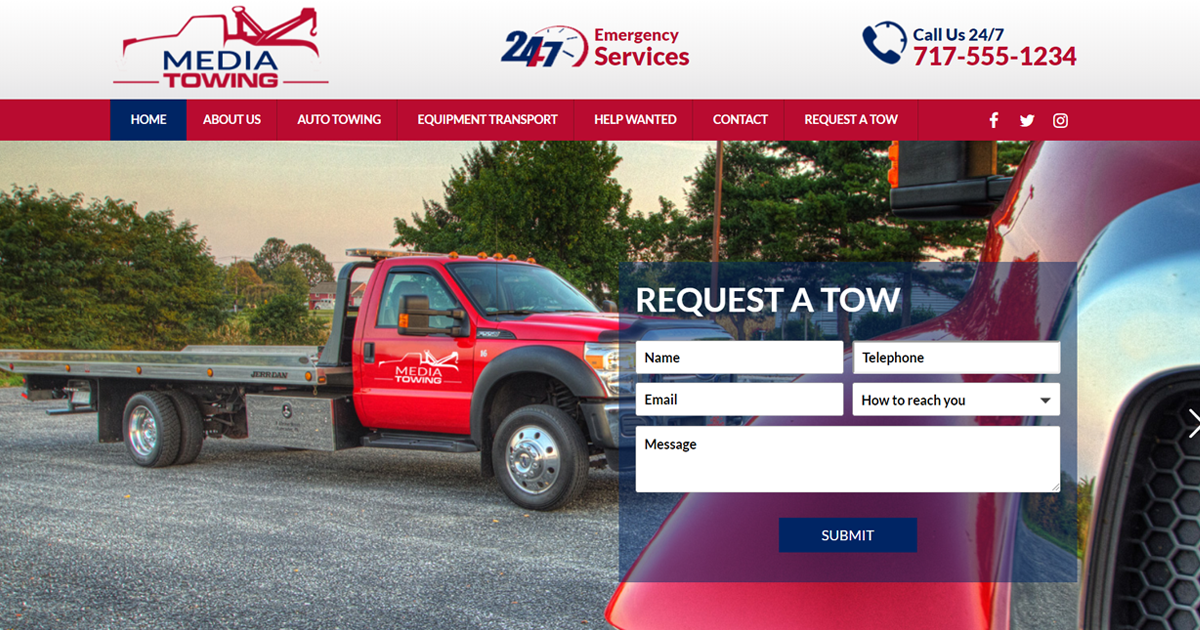 MEDIA
TOWING
24/7
Emergency
Services
Call Us 24/7
717-555-1234
HOME
ABOUT US
AUTO TOWING
EQUIPMENT TRANSPORT
HELP WANTED
CONTACT
REQUEST A TOW
REQUEST A TOW
Name
Telephone
Email
How to reach you
Message
SUBMIT
JERR-DAN
MEDIA
TOWING